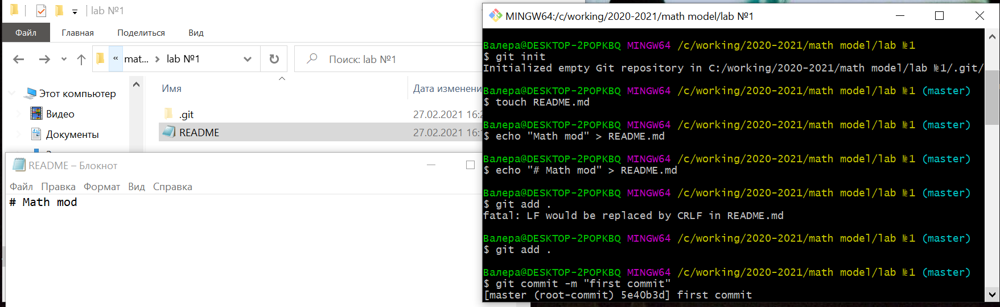 lab №1
Файл Главная Поделиться Вид
« mat... > lab №1
Поиск: lab №1
Имя
Дата изменени
Этот компьютер
Видео
Документы
.git
27.02.2021 16:2
README
27.02.2021 16:
README – Блокнот
Файл Правка Формат Вид Справка
# Math mod
MINGW64:/c/working/2020-2021/math model/lab №1
Валера@DESKTOP-2POPKBQ MINGW64 /c/working/2020-2021/math model/lab №1
$ git init
Initialized empty Git repository in C:/working/2020-2021/math model/lab №1/.git/
Валера@DESKTOP-2POPKBQ MINGW64 /c/working/2020-2021/math model/lab №1 (master)
$ touch README.md
Валера@DESKTOP-2POPKBQ MINGW64 /c/working/2020-2021/math model/lab №1 (master)
$ echo "Math mod" > README.md
Валера@DESKTOP-2POPKBQ MINGW64 /c/working/2020-2021/math model/lab №1 (master)
$ echo "# Math mod" > README.md
Валера@DESKTOP-2POPKBQ MINGW64 /c/working/2020-2021/math model/lab №1 (master)
$ git add .
fatal: LF would be replaced by CRLF in README.md
Валера@DESKTOP-2POPKBQ MINGW64 /c/working/2020-2021/math model/lab №1 (master)
$ git add .
Валера@DESKTOP-2POPKBQ MINGW64 /c/working/2020-2021/math model/lab №1 (master)
$ git commit -m "first commit"
[master (root-commit) 5e40b3d] first commit